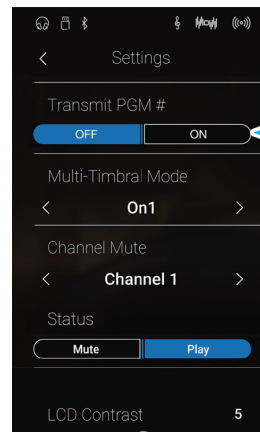 Settings
Transmit PGM #
OFF ON
Multi-Timbral Mode
On1
Channel Mute
Channel 1
Status
Mute Play
LCD Contrast 5